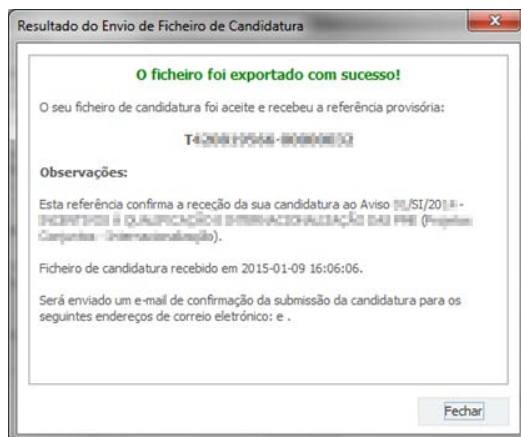 Resultado do Envio de Ficheiro de Candidatura
O ficheiro foi exportado com sucesso!
O seu ficheiro de candidatura foi aceite e recebeu a referência provisória:
Observações:
Esta referência confirma a receção da sua candidatura ao Aviso
Ficheiro de candidatura recebido em 2015-01-09 16:06:06.
Será enviado um e-mail de confirmação da submissão da candidatura para os
seguintes endereços de correio eletrónico: e .
Fechar